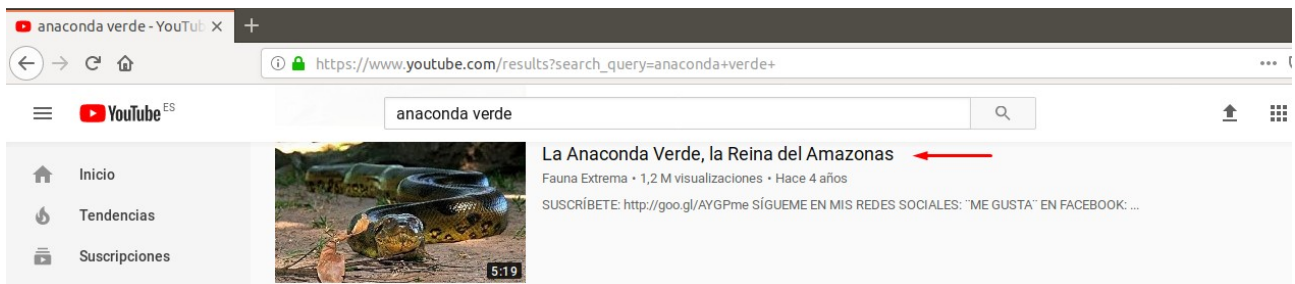 anaconda verde - YouTub
https://www.youtube.com/results?search_query=anaconda+verde+
YouTube ES
anaconda verde
La Anaconda Verde, la Reina del Amazonas
Fauna Extrema • 1,2 M visualizaciones • Hace 4 años
SUSCRÍBETE: http://goo.gl/AYGPme SÍGUEME EN MIS REDES SOCIALES: ¨ME GUSTA¨ EN FACEBOOK: ...
5:19
Inicio
Tendencias
Suscripciones